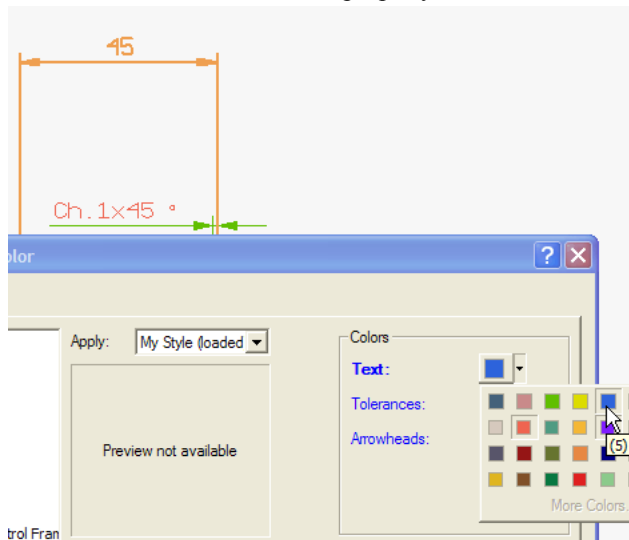 45
Ch.1x45 °
olor
Apply: My Style (loaded
Colors
Text:
Tolerances:
Arrowheads:
Preview not available
(5)
More Colors.
trol Fran